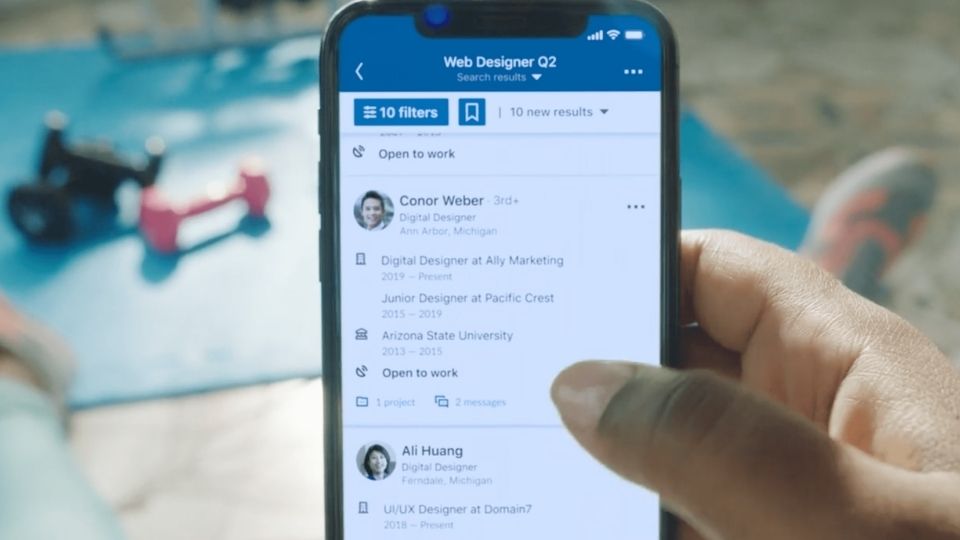 Web Designer Q2
Search results
10 filters | 10 new results
Open to work
Conor Weber · 3rd+
Digital Designer
Ann Arbor, Michigan
Digital Designer at Ally Marketing
2019 – Present
Junior Designer at Pacific Crest
2015 – 2019
Arizona State University
2013 – 2015
Open to work
1 project 2 messages
Ali Huang
Digital Designer
Ferndale, Michigan
UI/UX Designer at Domain7
2018 – Present